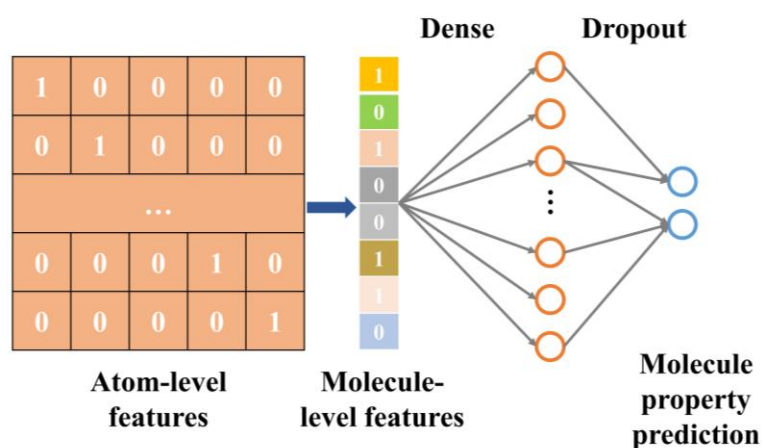 Dense Dropout
1 0 0 0 0
0 1 0 0 0
...
0 0 0 1 0
0 0 0 0 1
1
0
1
0
0
1
1
0
⋮
Atom-level
features
Molecule-
level features
Molecule
property
prediction